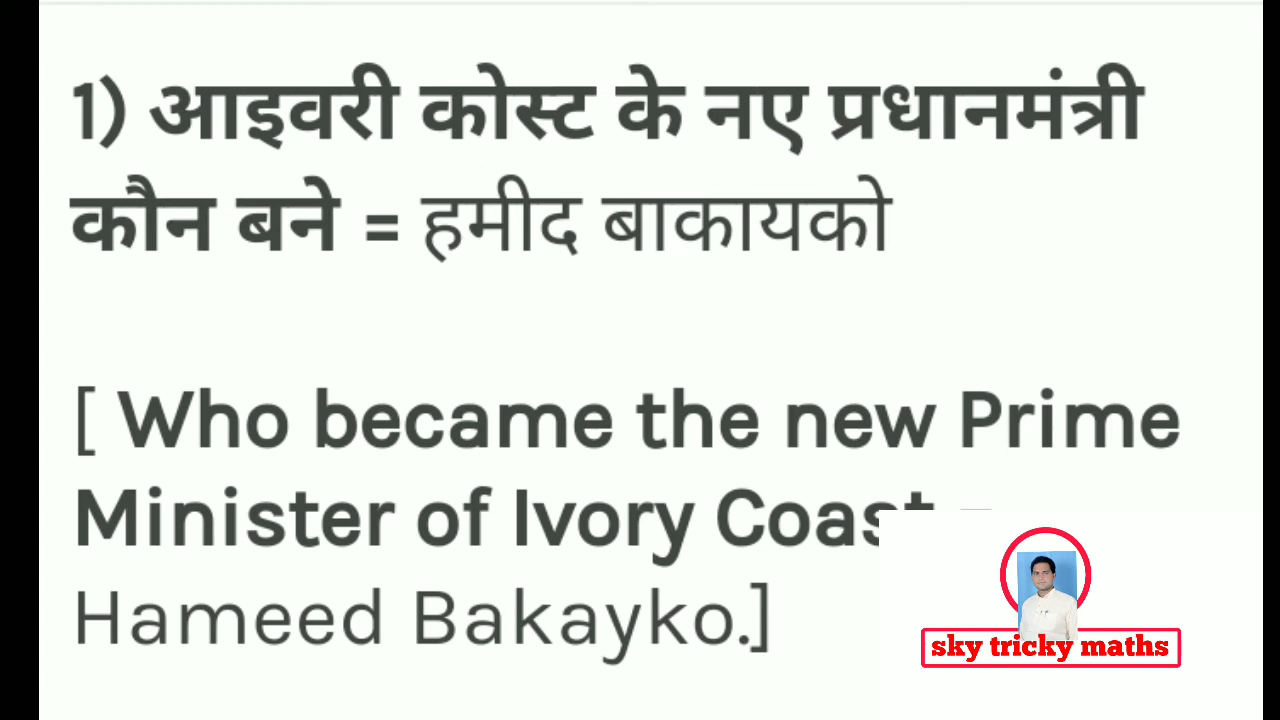 1) आइवरी कोस्ट के नए प्रधानमंत्री
कौन बने = हमीद बाकायको
[ Who became the new Prime
Minister of Ivory Coast =
Hameed Bakayko.]
sky tricky maths